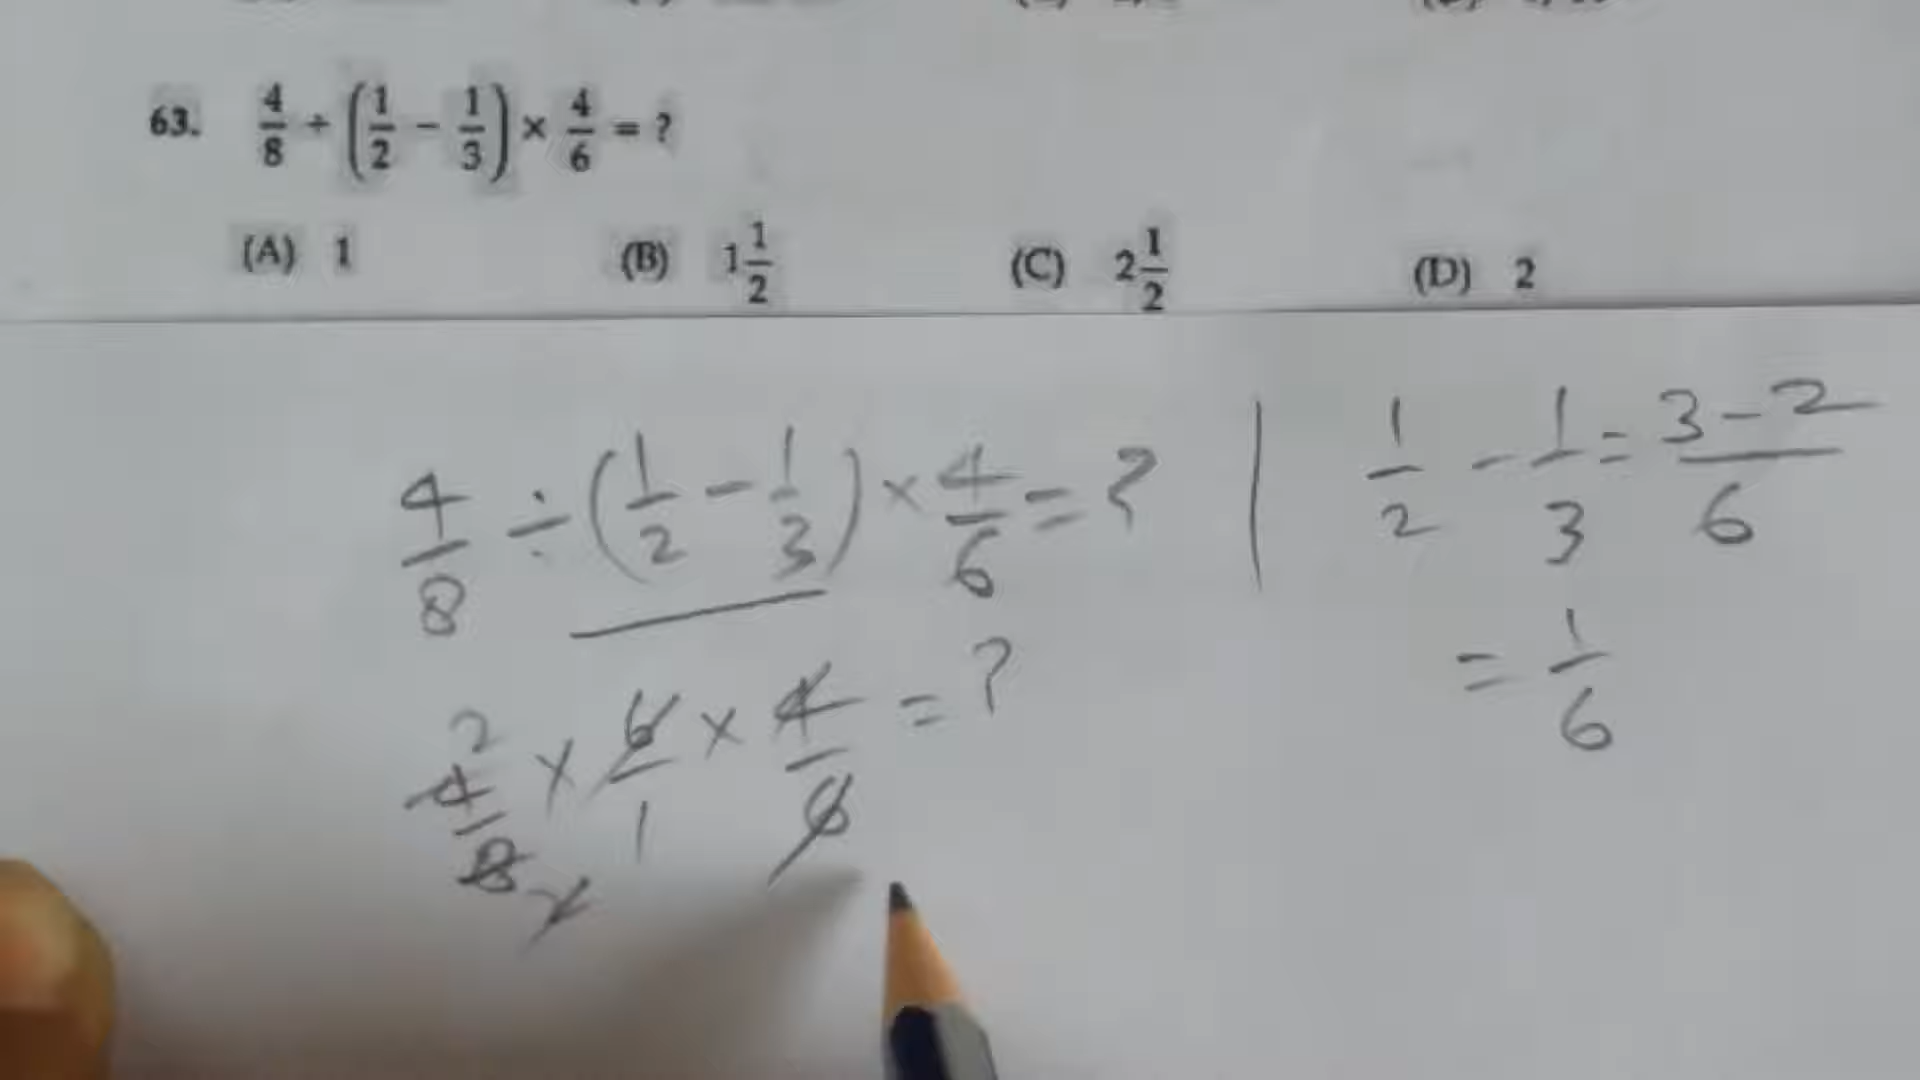 63. 4/8 ÷ (1/2 − 1/3) × 4/6 = ?
(A) 1 (B) 1 1/2 (C) 2 1/2 (D) 2
4/8 ÷ (1/2 − 1/3) × 4/6 = ?
1/2 − 1/3 = 3 − 2/6
= 1/6
2
4/8 × 6/1 × 4/6 = ?
2